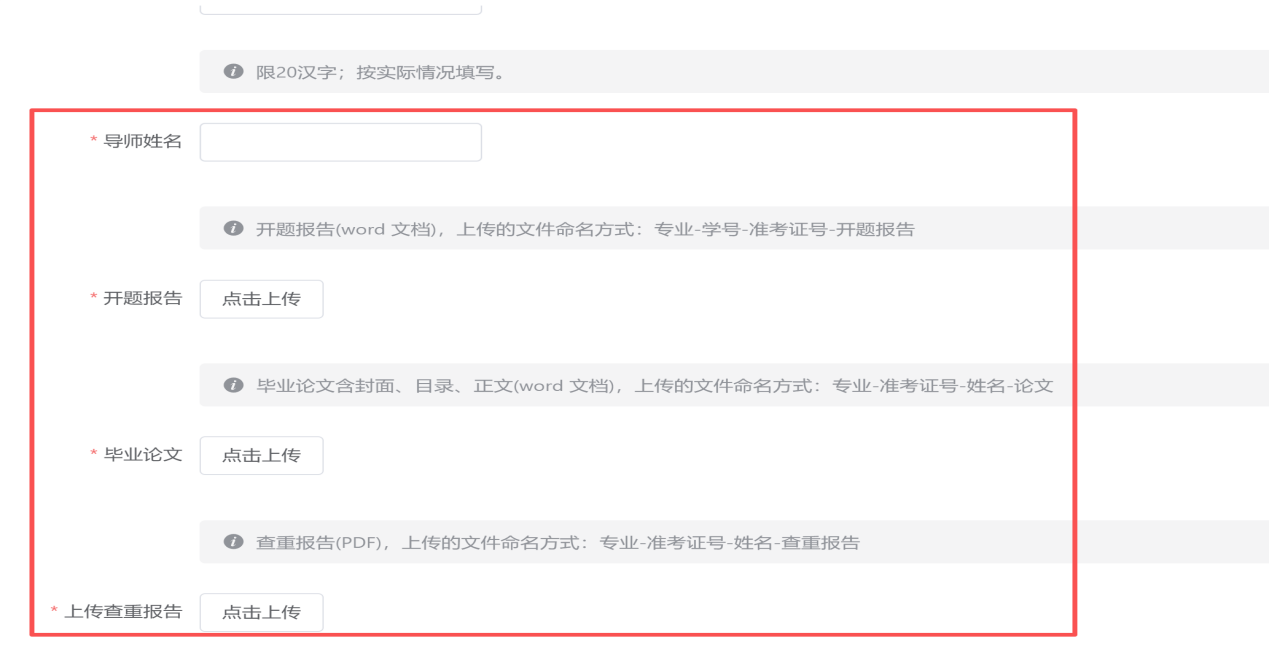 限20汉字；按实际情况填写。
* 导师姓名
开题报告(word 文档)，上传的文件命名方式：专业-学号-准考证号-开题报告
* 开题报告 点击上传
毕业论文含封面、目录、正文(word 文档)，上传的文件命名方式：专业-准考证号-姓名-论文
* 毕业论文 点击上传
查重报告(PDF)，上传的文件命名方式：专业-准考证号-姓名-查重报告
* 上传查重报告 点击上传